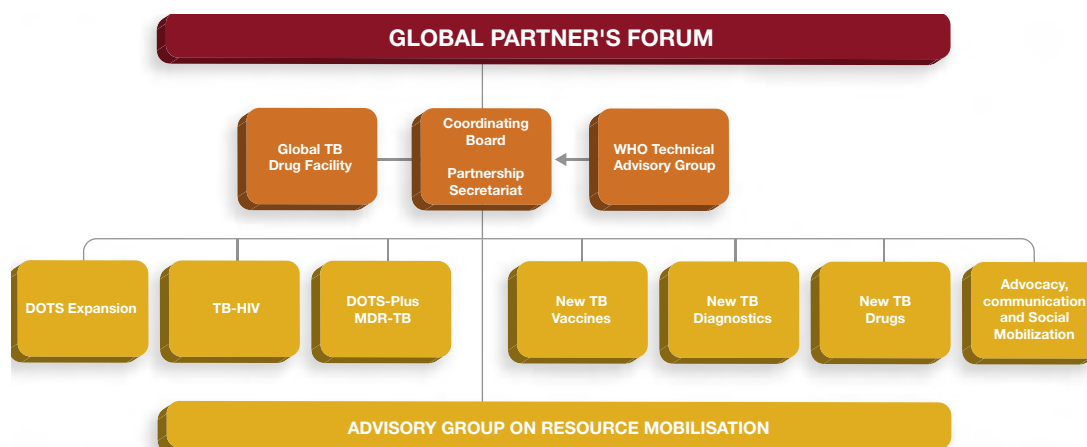 GLOBAL PARTNER'S FORUM
Global TB
Drug Facility
Coordinating
Board
Partnership
Secretariat
WHO Technical
Advisory Group
DOTS Expansion
TB-HIV
DOTS-Plus
MDR-TB
New TB
Vaccines
New TB
Diagnostics
New TB
Drugs
Advocacy,
communication
and Social
Mobilization
ADVISORY GROUP ON RESOURCE MOBILISATION